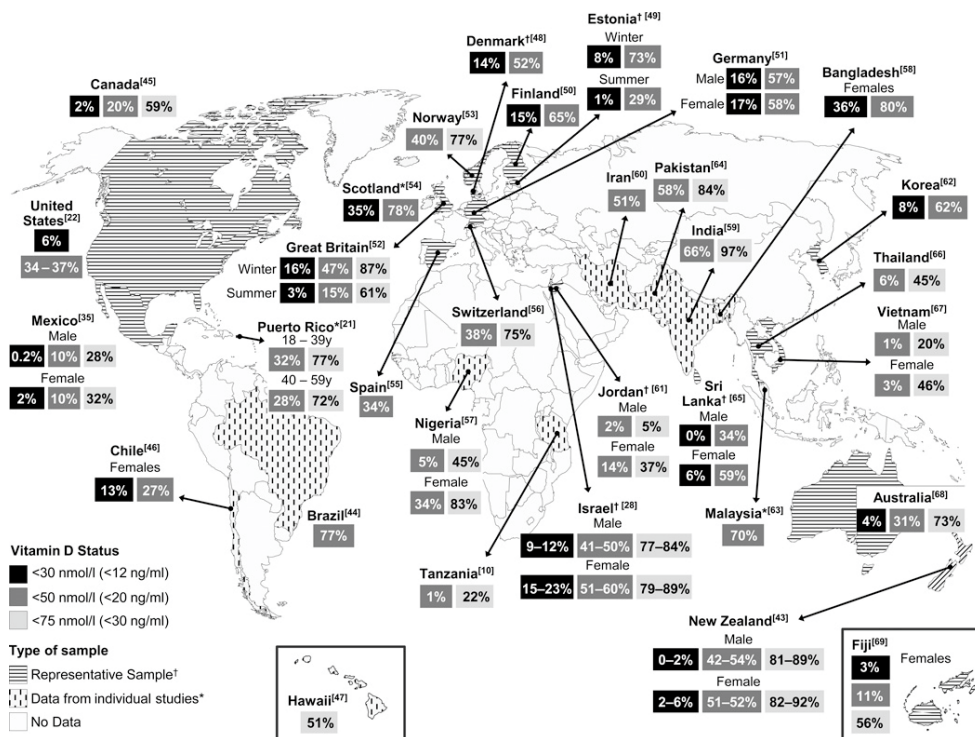 Estonia† [49]
Winter
8% 73%
Summer
1% 29%
Denmark†[48]
14% 52%
Germany[51]
Male 16% 57%
Female 17% 58%
Bangladesh[58]
Females
36% 80%
Canada[45]
2% 20% 59%
Finland[50]
15% 65%
Norway[53]
40% 77%
Scotland*[54]
35% 78%
Iran[60]
51%
Pakistan[64]
58% 84%
India[59]
66% 97%
Korea[62]
8% 62%
United
States[22]
6%
34 – 37%
Great Britain[52]
Winter 16% 47% 87%
Summer 3% 15% 61%
Thailand[66]
6% 45%
Mexico[35]
Male
0.2% 10% 28%
Female
2% 10% 32%
Puerto Rico*[21]
18 – 39y
32% 77%
40 – 59y
28% 72%
Switzerland[56]
38% 75%
Spain[55]
34%
Vietnam[67]
Male
1% 20%
Female
3% 46%
Nigeria[57]
Male
5% 45%
Female
34% 83%
Jordan† [61]
Male
2% 5%
Female
14% 37%
Sri
Lanka† [65]
Male
0% 34%
Female
6% 59%
Chile[46]
Females
13% 27%
Brazil[44]
77%
Israel† [28]
Male
9–12% 41–50% 77–84%
Female
15–23% 51–60% 79–89%
Malaysia*[63]
70%
Australia[68]
4% 31% 73%
Tanzania[10]
1% 22%
New Zealand[43]
Male
0–2% 42–54% 81–89%
Female
2–6% 51–52% 82–92%
Fiji[69] Females
3%
11%
56%
Hawaii[47]
51%
Vitamin D Status
<30 nmol/l (<12 ng/ml)
<50 nmol/l (<20 ng/ml)
<75 nmol/l (<30 ng/ml)
Type of sample
Representative Sample†
Data from individual studies*
No Data